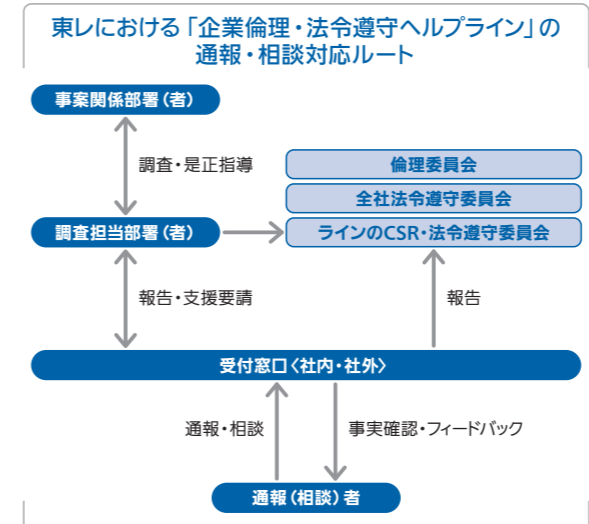 東レにおける「企業倫理・法令遵守ヘルプライン」の
通報・相談対応ルート
事案関係部署（者）
調査・是正指導
倫理委員会
全社法令遵守委員会
調査担当部署（者）
ラインのCSR・法令遵守委員会
報告・支援要請
報告
受付窓口〈社内・社外〉
通報・相談
事実確認・フィードバック
通報（相談）者